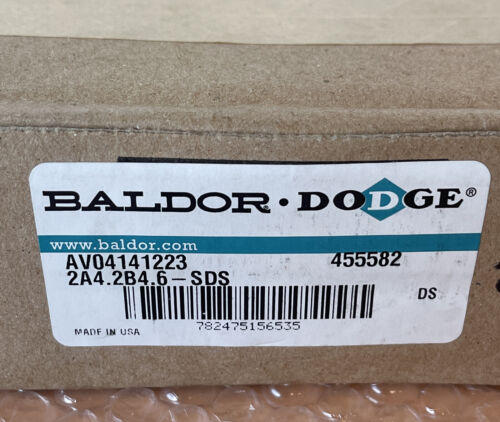 BALDOR · DODGE®
www.baldor.com
AV04141223 455582
2A4.2B4.6-SDS
DS
782475156535
MADE IN USA